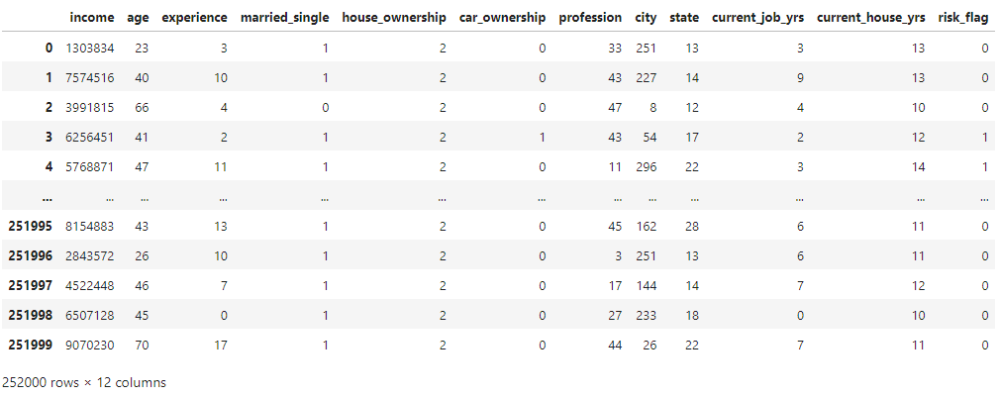 income age experience married_single house_ownership car_ownership profession city state current_job_yrs current_house_yrs risk_flag
0 1303834 23 3 1 2 0 33 251 13 3 13 0
1 7574516 40 10 1 2 0 43 227 14 9 13 0
2 3991815 66 4 0 2 0 47 8 12 4 10 0
3 6256451 41 2 1 2 1 43 54 17 2 12 1
4 5768871 47 11 1 2 0 11 296 22 3 14 1
... ... ... ... ... ... ... ... ... ... ... ... ...
251995 8154883 43 13 1 2 0 45 162 28 6 11 0
251996 2843572 26 10 1 2 0 3 251 13 6 11 0
251997 4522448 46 7 1 2 0 17 144 14 7 12 0
251998 6507128 45 0 1 2 0 27 233 18 0 10 0
251999 9070230 70 17 1 2 0 44 26 22 7 11 0
252000 rows × 12 columns